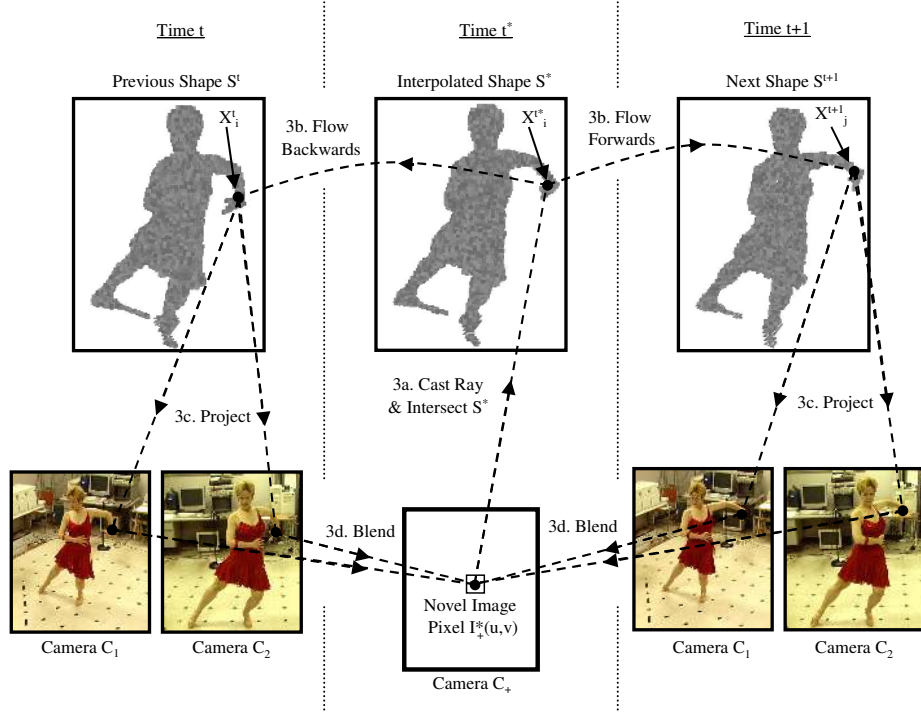 Time t
Time t*
Time t+1
Previous Shape S^t
Interpolated Shape S^*
Next Shape S^{t+1}
X^t_i
X^{t*}_i
X^{t+1}_j
3b. Flow
Backwards
3b. Flow
Forwards
3a. Cast Ray
& Intersect S^*
3c. Project
3c. Project
3d. Blend
3d. Blend
Novel Image
Pixel I^*_+(u,v)
Camera C_1
Camera C_2
Camera C_+
Camera C_1
Camera C_2